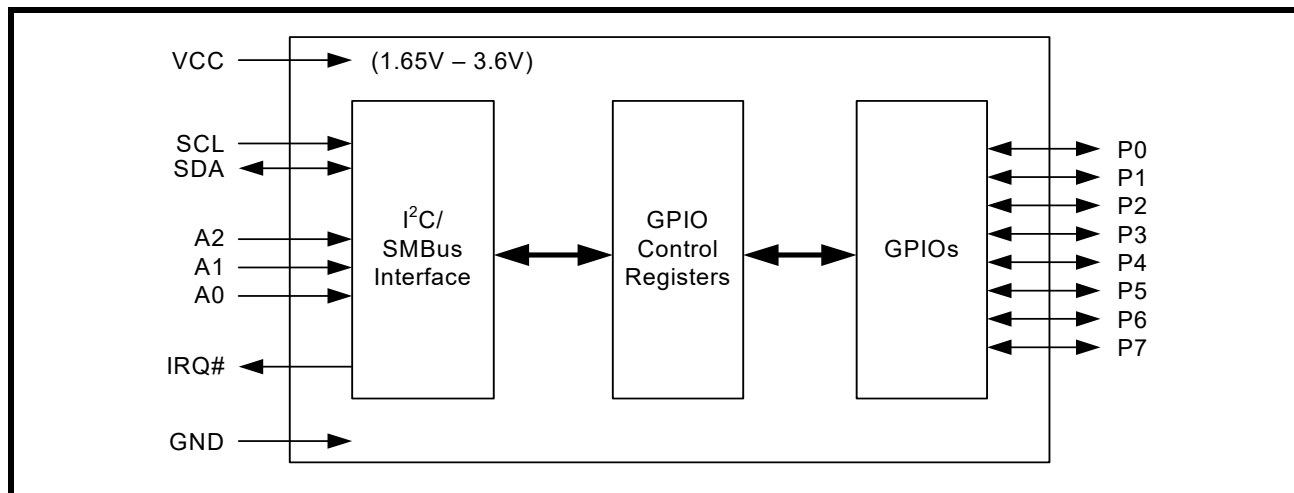 VCC
(1.65V – 3.6V)
SCL
SDA
A2
A1
A0
IRQ#
GND
I²C/
SMBus
Interface
GPIO
Control
Registers
GPIOs
P0
P1
P2
P3
P4
P5
P6
P7